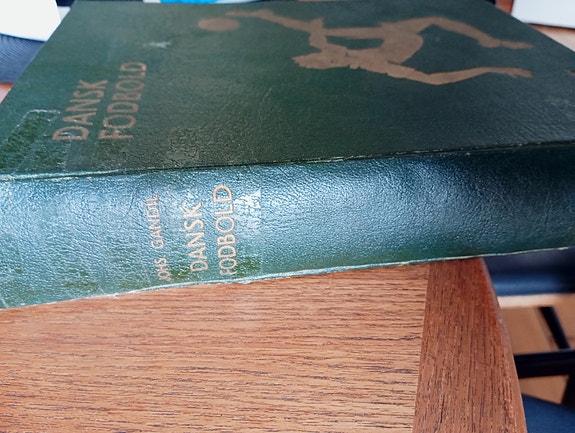 DANSK
FODBOLD
JOHS. GANDIL
DANSK
FODBOLD